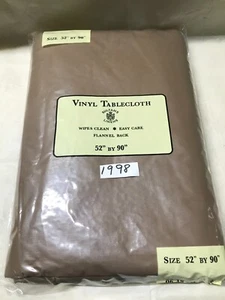 SIZE 52" BY 90"
VINYL TABLECLOTH
WIPES CLEAN • EASY CARE
FLANNEL BACK
52" BY 90"
1998
SIZE 52" BY 90"